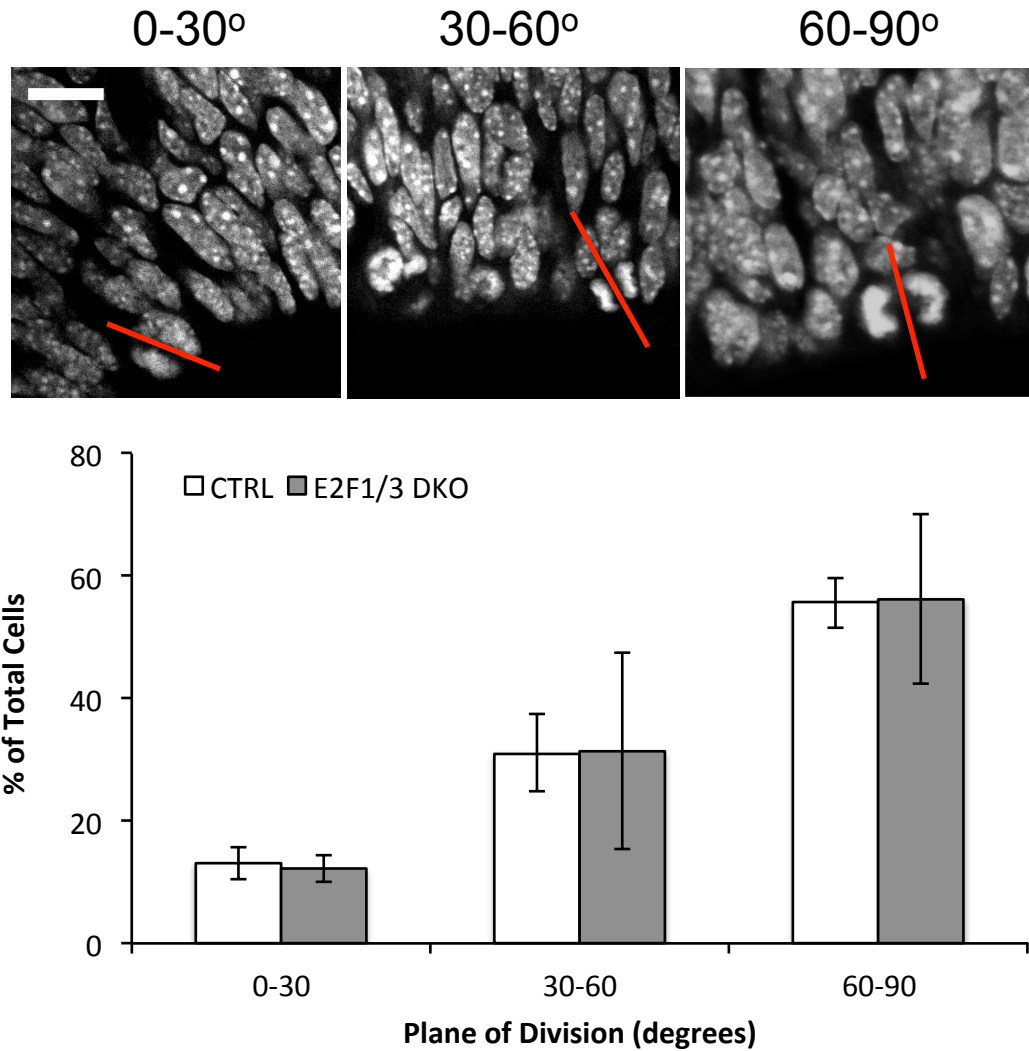 0-30º
30-60º
60-90º
80
CTRL E2F1/3 DKO
60
40
20
0
% of Total Cells
0-30
30-60
60-90
Plane of Division (degrees)